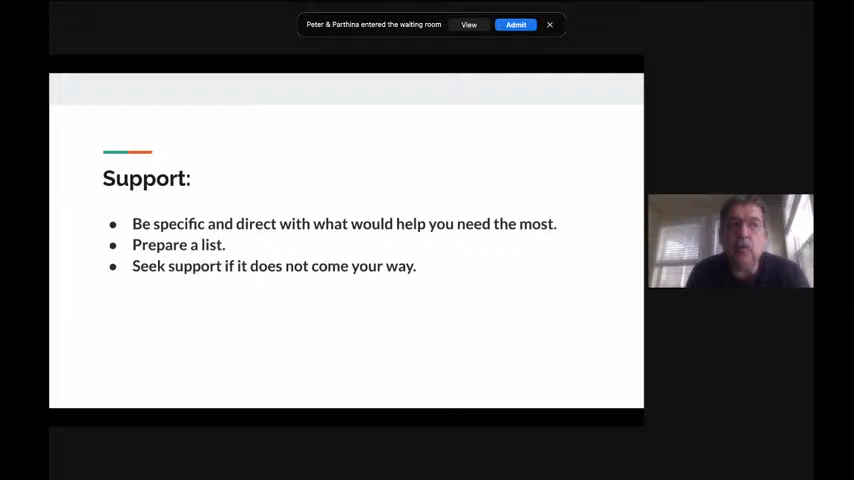 Peter & Parthina entered the waiting room View Admit
Support:
● Be specific and direct with what would help you need the most.
● Prepare a list.
● Seek support if it does not come your way.